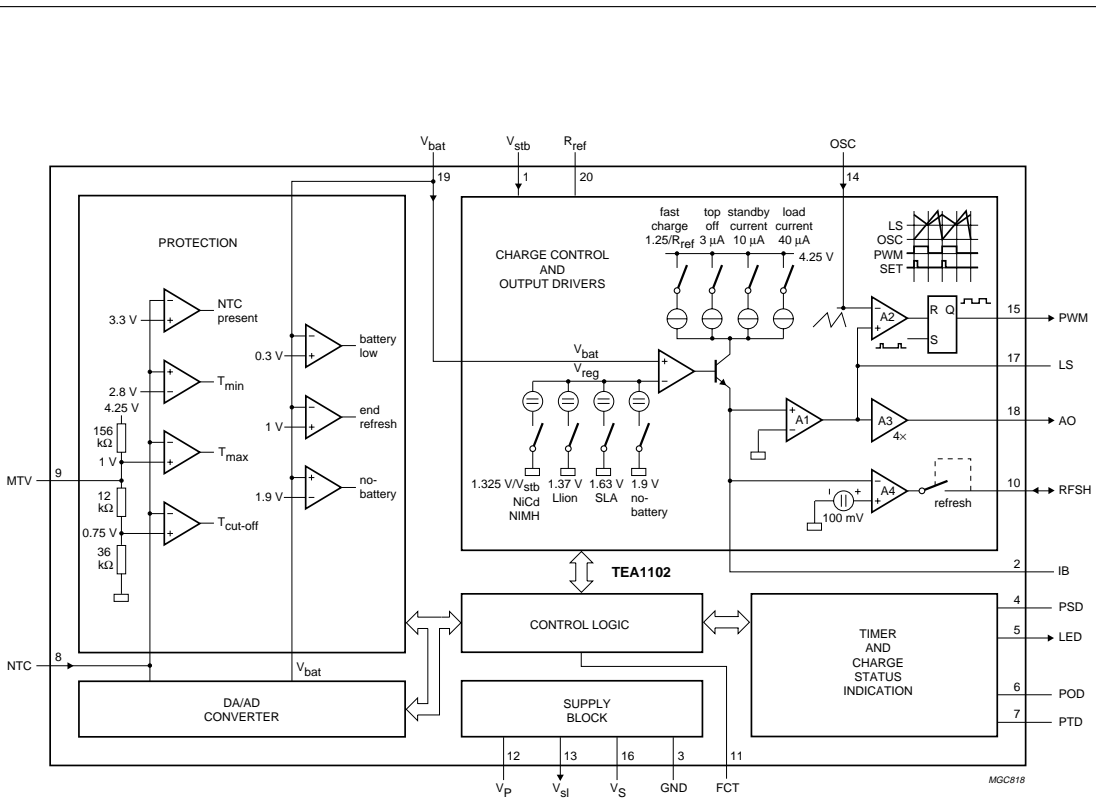 Vbat
Vstb
Rref
OSC
19
1
20
14
PROTECTION
NTC
present
3.3 V
Tmin
2.8 V
4.25 V
156
kΩ
1 V
Tmax
MTV
9
12
kΩ
0.75 V
Tcut-off
36
kΩ
battery
low
0.3 V
end
refresh
1 V
no-
battery
1.9 V
NTC
8
Vbat
DA/AD
CONVERTER
CHARGE CONTROL
AND
OUTPUT DRIVERS
fast
charge
1.25/Rref
top
off
3 µA
standby
current
10 µA
load
current
40 µA
4.25 V
LS
OSC
PWM
SET
Vbat
Vreg
1.325 V/Vstb
NiCd
NIMH
1.37 V
LIion
1.63 V
SLA
1.9 V
no-
battery
A1
A2
R
Q
S
A3
4×
A4
100 mV
refresh
15
PWM
17
LS
18
AO
10
RFSH
2
IB
TEA1102
CONTROL LOGIC
SUPPLY
BLOCK
TIMER
AND
CHARGE
STATUS
INDICATION
4
PSD
5
LED
6
POD
7
PTD
12
13
16
3
11
VP
Vsl
VS
GND
FCT
MGC818